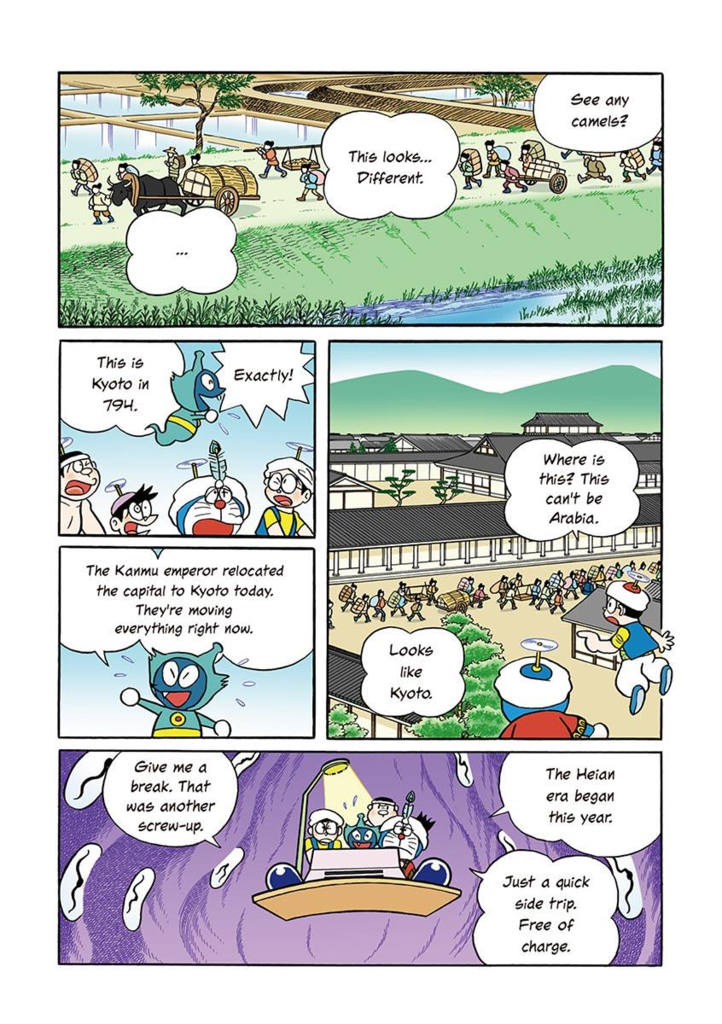 See any
camels?
This looks...
Different.
...
Where is
this? This
can't be
Arabia.
Looks
like
Kyoto.
Exactly!
This is
Kyoto in
794.
The Kanmu emperor relocated
the capital to Kyoto today.
They're moving
everything right now.
The Heian
era began
this year.
Just a quick
side trip.
Free of
charge.
Give me a
break. That
was another
screw-up.